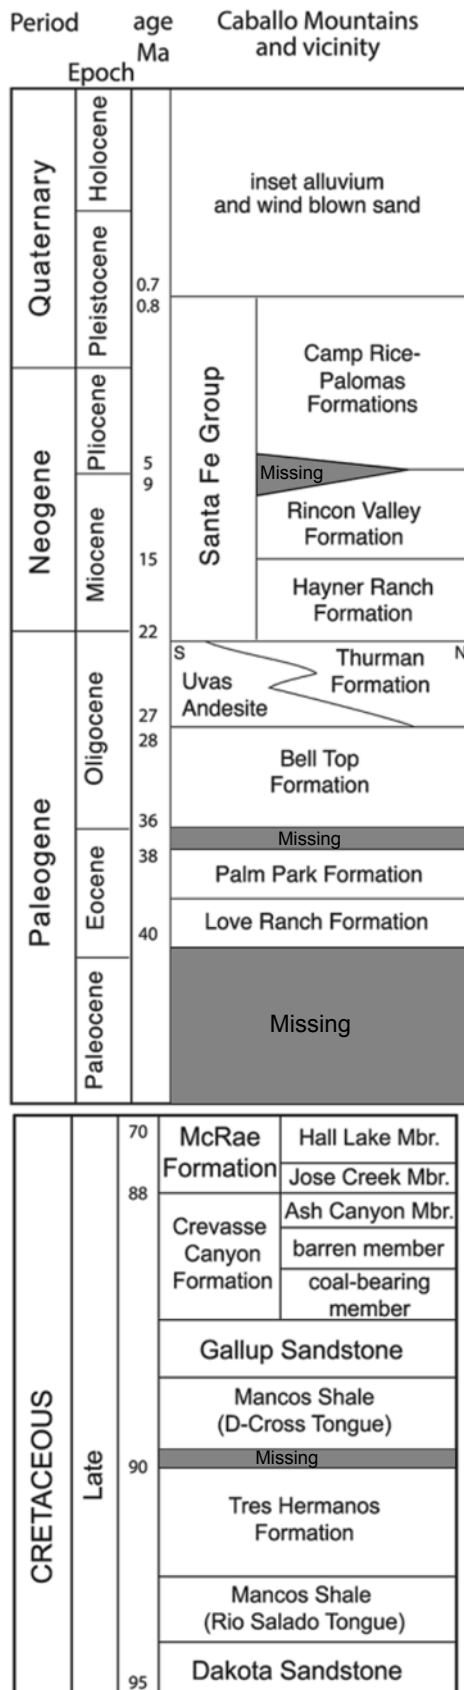 Period
age
Ma
Caballo Mountains
and vicinity
Epoch
Quaternary
Holocene
Pleistocene
inset alluvium
and wind blown sand
0.7
0.8
Neogene
Pliocene
Miocene
Santa Fe Group
Camp Rice-
Palomas
Formations
5
9
Missing
Rincon Valley
Formation
15
Hayner Ranch
Formation
22
Paleogene
Oligocene
Eocene
Paleocene
S
N
Thurman
Formation
Uvas
Andesite
27
28
Bell Top
Formation
36
Missing
38
Palm Park Formation
Love Ranch Formation
40
Missing
CRETACEOUS
Late
70
McRae
Formation
Hall Lake Mbr.
Jose Creek Mbr.
88
Crevasse
Canyon
Formation
Ash Canyon Mbr.
barren member
coal-bearing
member
Gallup Sandstone
Mancos Shale
(D-Cross Tongue)
Missing
90
Tres Hermanos
Formation
Mancos Shale
(Rio Salado Tongue)
Dakota Sandstone
95